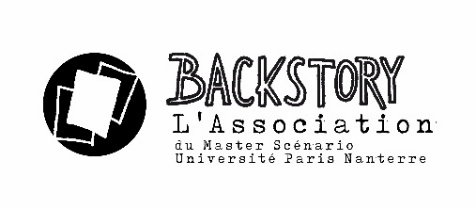 BACKSTORY
L'Association
du Master Scénario
Université Paris Nanterre